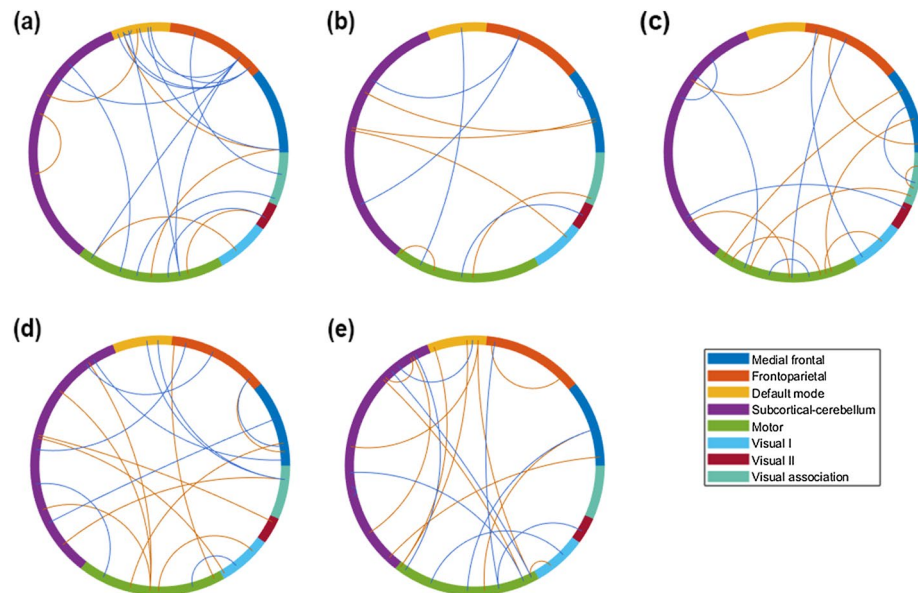 (a)
(b)
(c)
(d)
(e)
Medial frontal
Frontoparietal
Default mode
Subcortical-cerebellum
Motor
Visual I
Visual II
Visual association